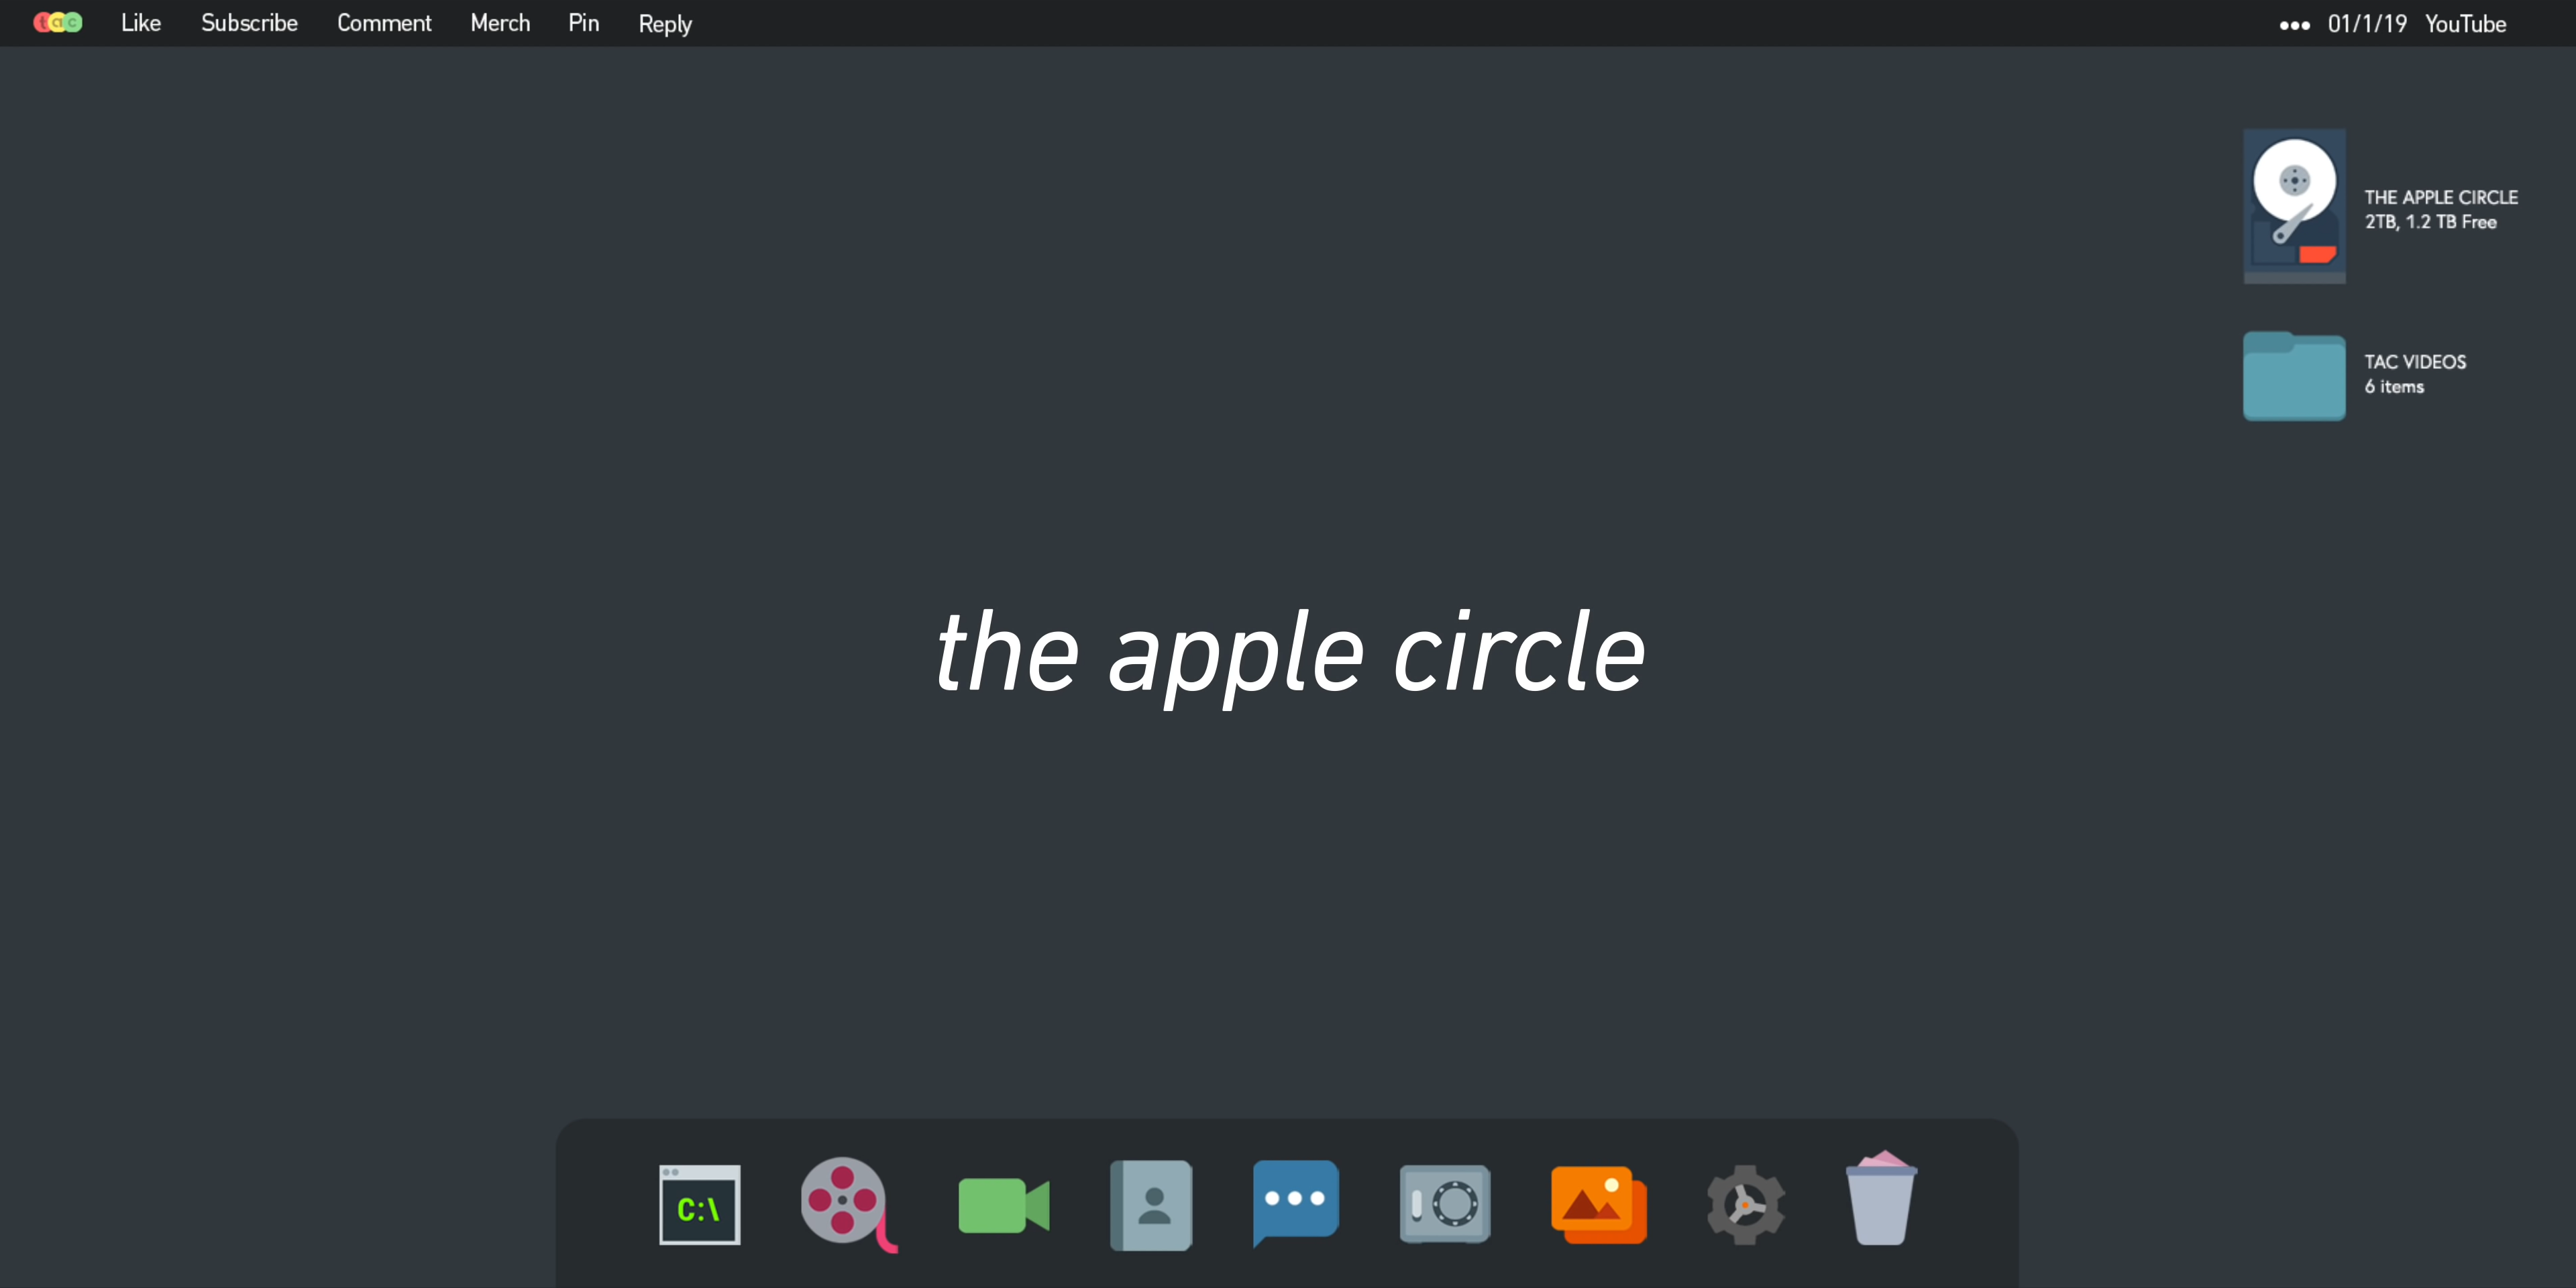 tac Like Subscribe Comment Merch Pin Reply ••• 01/1/19 YouTube
THE APPLE CIRCLE
2TB, 1.2 TB Free
TAC VIDEOS
6 items
the apple circle
C:\